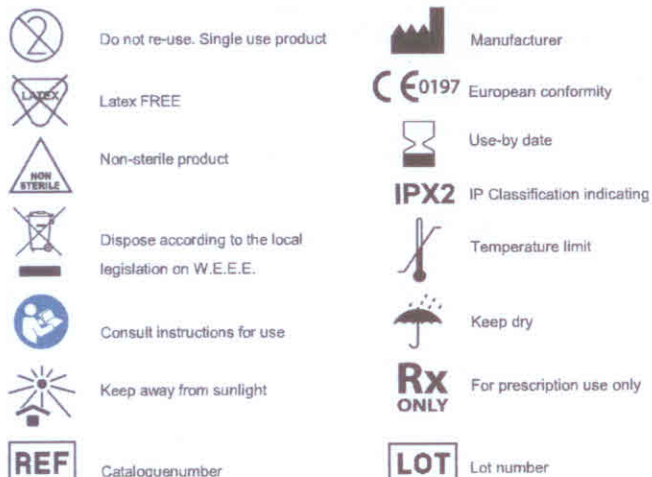 2
Do not re-use. Single use product
LATEX
Latex FREE
NON
STERILE
Non-sterile product
Dispose according to the local
legislation on W.E.E.E.
Consult instructions for use
Keep away from sunlight
REF
Cataloguenumber
Manufacturer
CE0197
European conformity
Use-by date
IPX2
IP Classification indicating
Temperature limit
Keep dry
Rx
ONLY
For prescription use only
LOT
Lot number